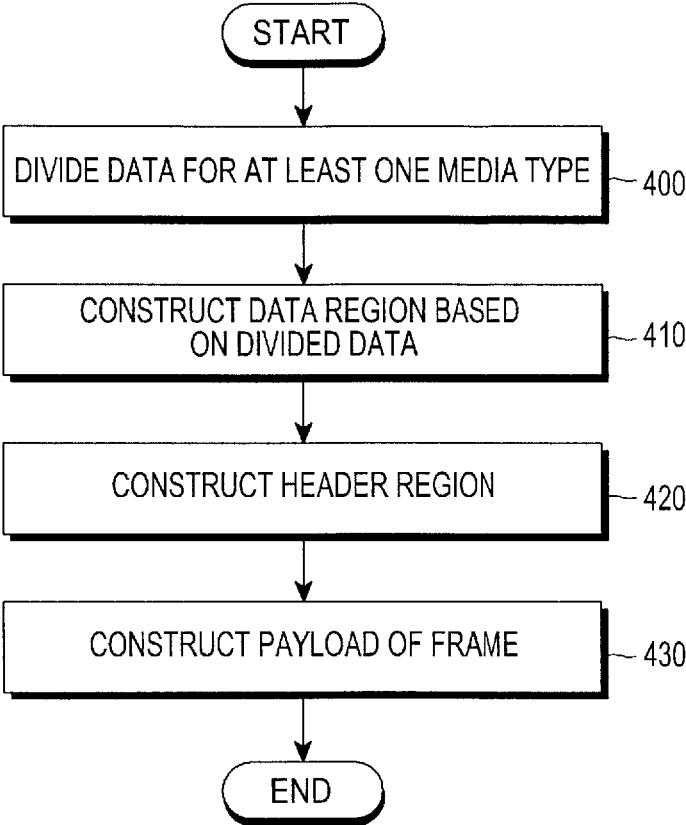 START
DIVIDE DATA FOR AT LEAST ONE MEDIA TYPE
400
CONSTRUCT DATA REGION BASED
ON DIVIDED DATA
410
CONSTRUCT HEADER REGION
420
CONSTRUCT PAYLOAD OF FRAME
430
END